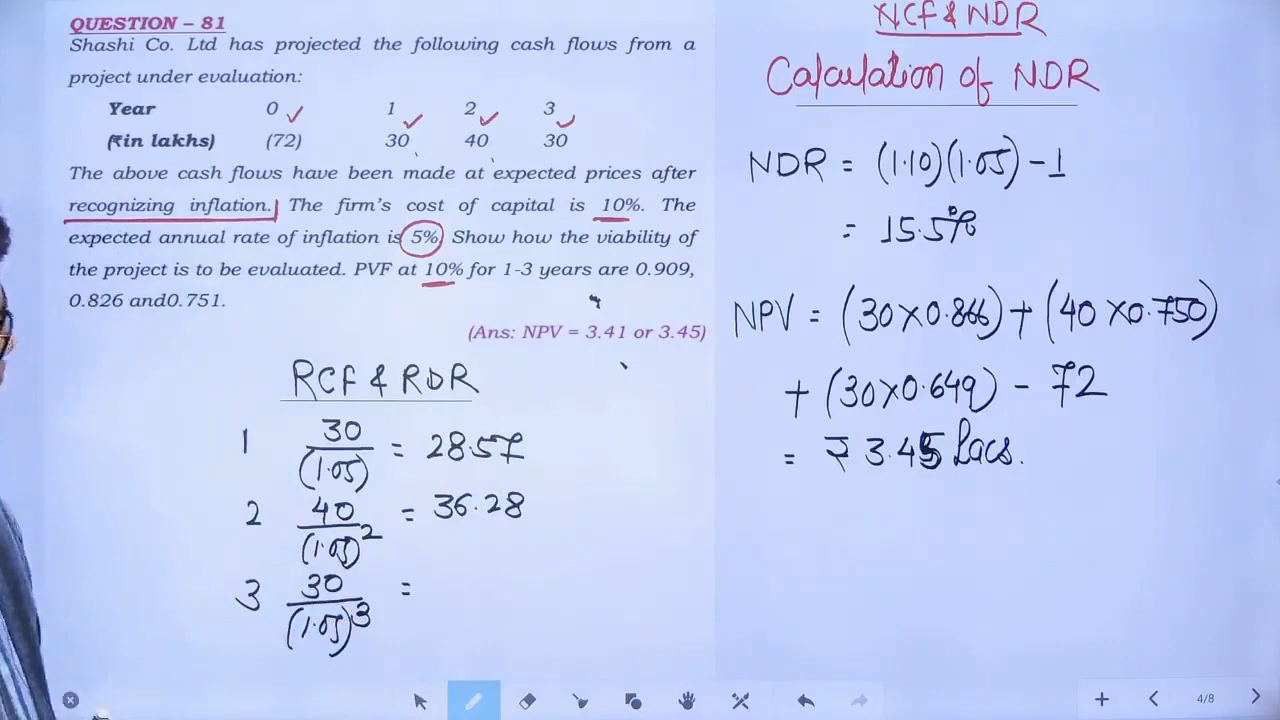 QUESTION – 81
Shashi Co. Ltd has projected the following cash flows from a
project under evaluation:
Year 0 1 2 3
(₹in lakhs) (72) 30 40 30
The above cash flows have been made at expected prices after
recognizing inflation. The firm's cost of capital is 10%. The
expected annual rate of inflation is 5%. Show how the viability of
the project is to be evaluated. PVF at 10% for 1-3 years are 0.909,
0.826 and0.751.
(Ans: NPV = 3.41 or 3.45)
RCF & RDR
1 30/(1.05) = 28.57
2 40/(1.05)² = 36.28
3 30/(1.05)³ =
NCF & NDR
Calculation of NDR
NDR = (1.10)(1.05) - 1
= 15.5%
NPV = (30×0.866) + (40×0.750)
+ (30×0.649) - 72
= ₹ 3.45 Lacs.
4/8